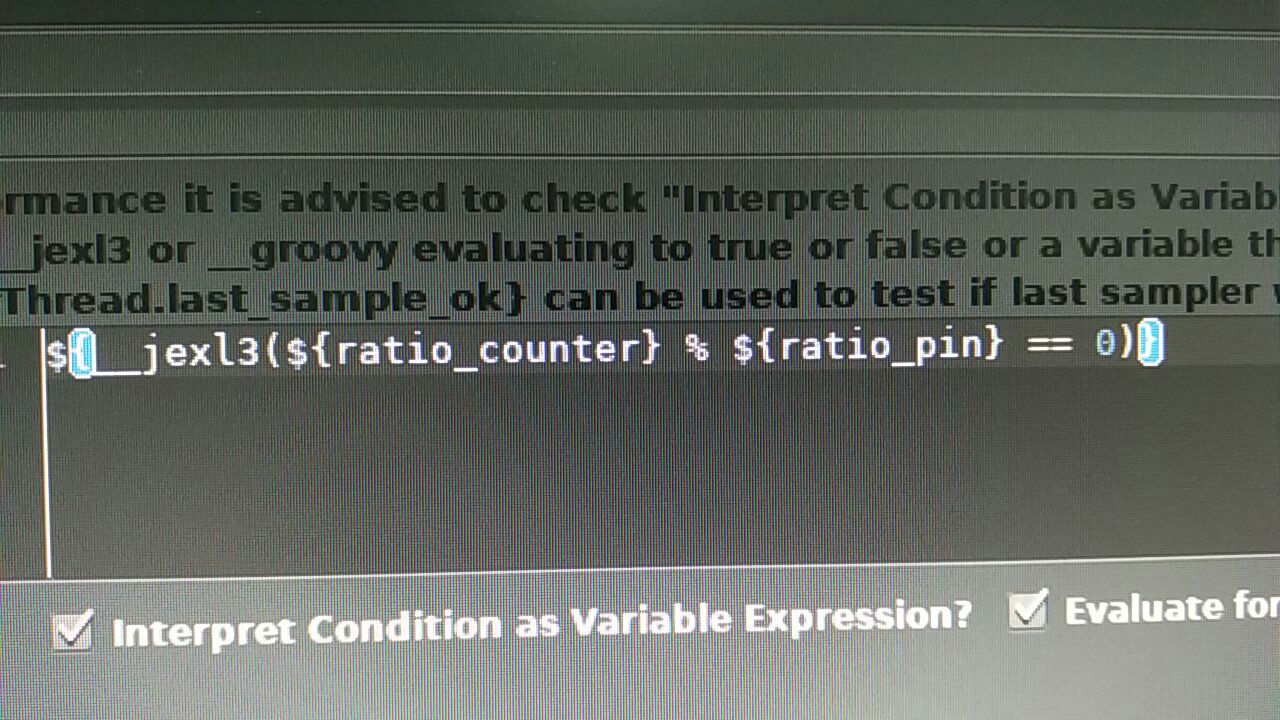 rmance it is advised to check "Interpret Condition as Variab
__jexl3 or __groovy evaluating to true or false or a variable th
Thread.last_sample_ok} can be used to test if last sampler
${__jexl3(${ratio_counter} % ${ratio_pin} == 0)}
Interpret Condition as Variable Expression? Evaluate for